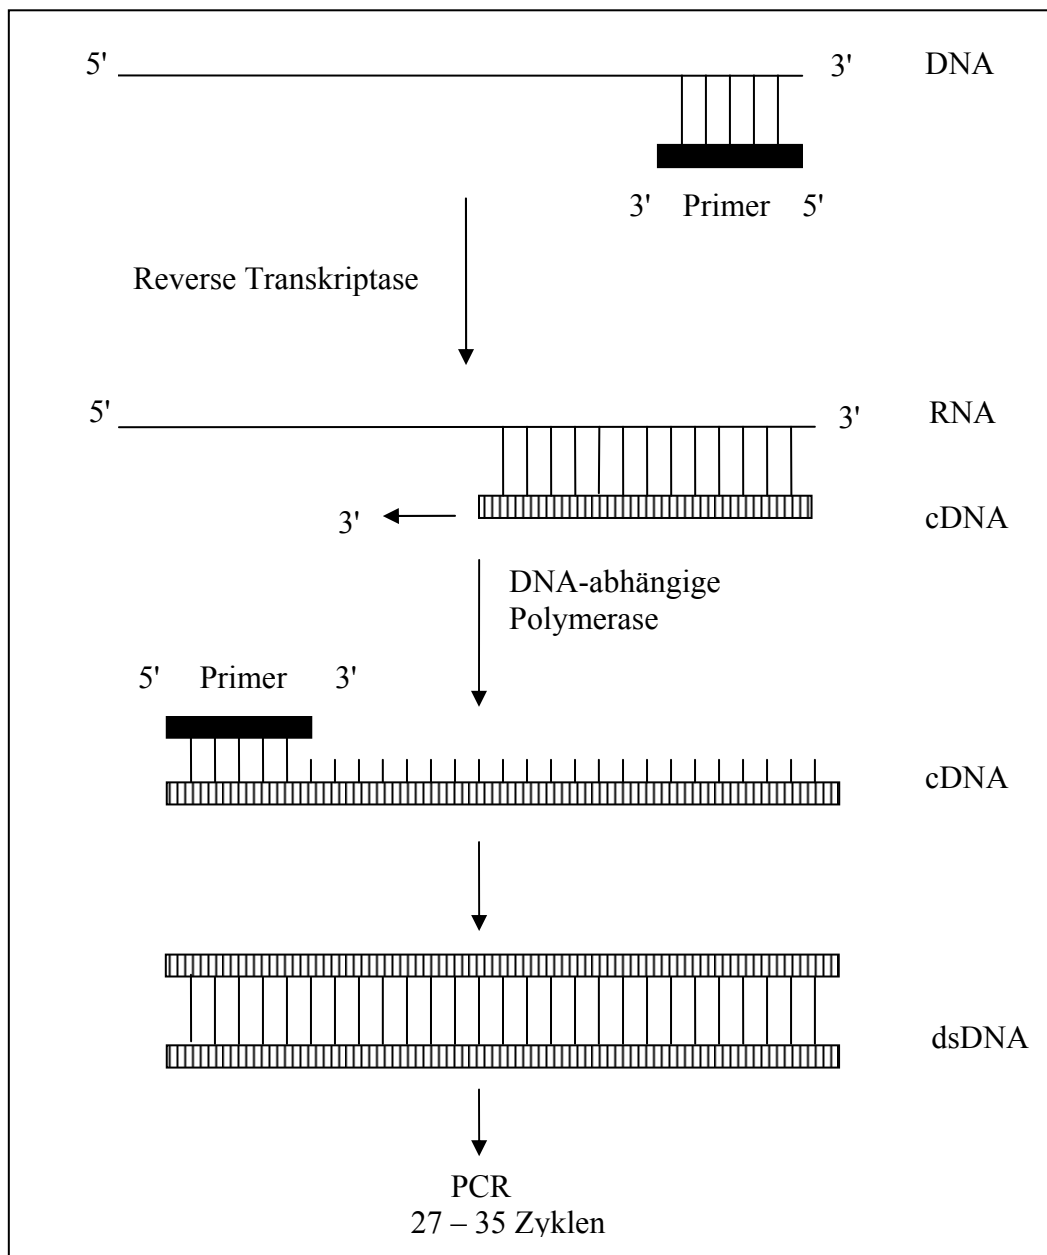 5' 3' DNA
3' Primer 5'
Reverse Transkriptase
5' 3' RNA
3' cDNA
DNA-abhängige
Polymerase
5' Primer 3'
cDNA
dsDNA
PCR
27 – 35 Zyklen